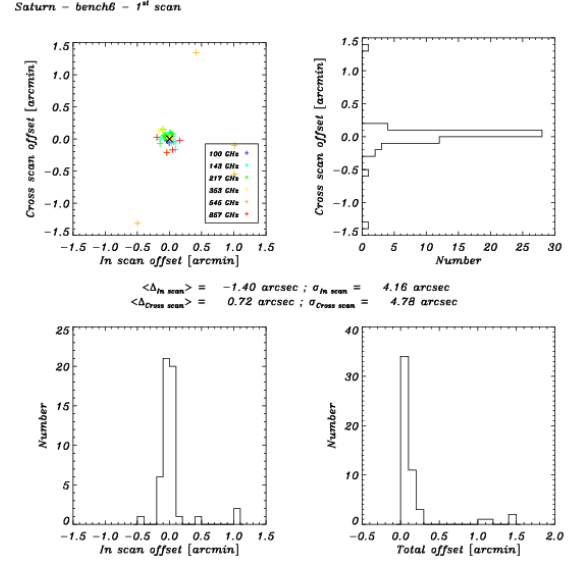 Saturn - bench6 - 1st scan
Cross scan offset [arcmin]
1.5
1.0
0.5
0.0
-0.5
-1.0
-1.5
100 GHz
143 GHz
217 GHz
353 GHz
545 GHz
857 GHz
-1.5 -1.0 -0.5 0.0 0.5 1.0 1.5
In scan offset [arcmin]
Cross scan offset [arcmin]
1.5
1.0
0.5
0.0
-0.5
-1.0
-1.5
0 5 10 15 20 25 30
Number
<ΔIn scan> = -1.40 arcsec ; σIn scan = 4.16 arcsec
<ΔCross scan> = 0.72 arcsec ; σCross scan = 4.78 arcsec
Number
25
20
15
10
5
0
-1.5 -1.0 -0.5 0.0 0.5 1.0 1.5
In scan offset [arcmin]
Number
40
30
20
10
0
-0.5 0.0 0.5 1.0 1.5 2.0
Total offset [arcmin]